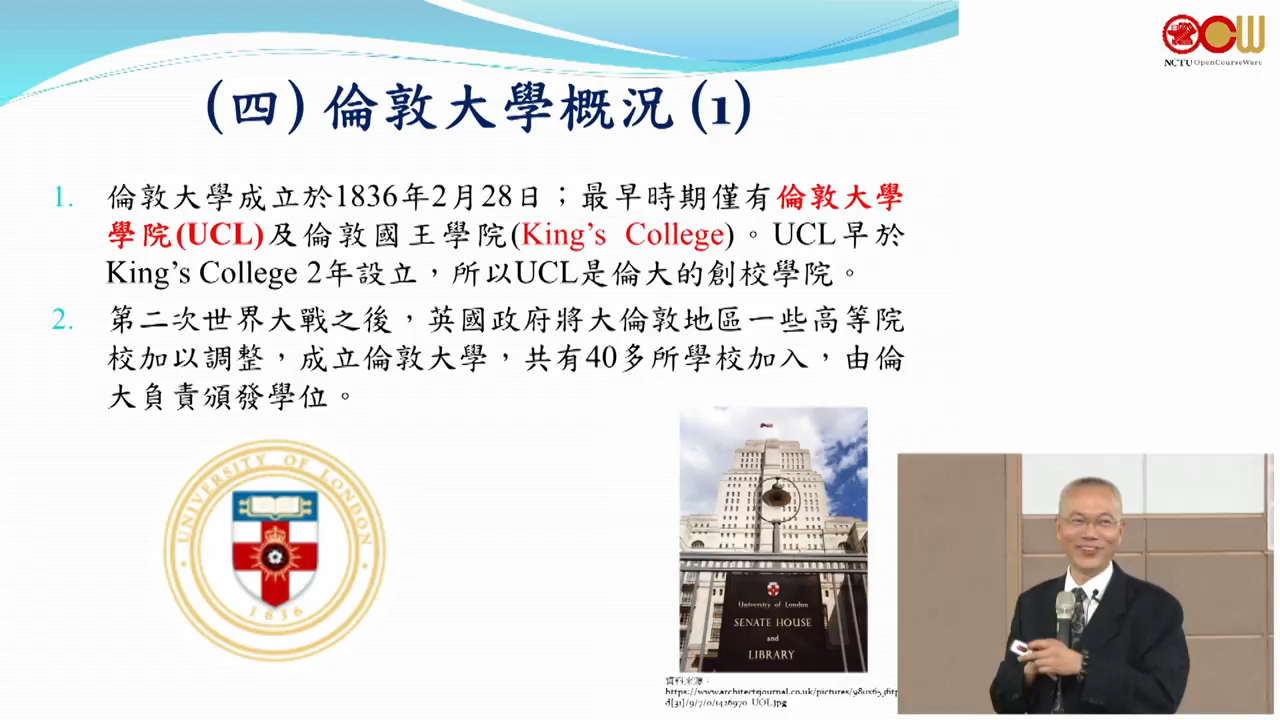 NCTU OpenCourseWare
(四) 倫敦大學概況 (1)
1. 倫敦大學成立於1836年2月28日；最早時期僅有倫敦大學
學院(UCL)及倫敦國王學院(King's College)。UCL早於
King's College 2年設立，所以UCL是倫大的創校學院。
2. 第二次世界大戰之後，英國政府將大倫敦地區一些高等院
校加以調整，成立倫敦大學，共有40多所學校加入，由倫
大負責頒發學位。
UNIVERSITY OF LONDON
1836
University of London
SENATE HOUSE
and
LIBRARY
資料來源：